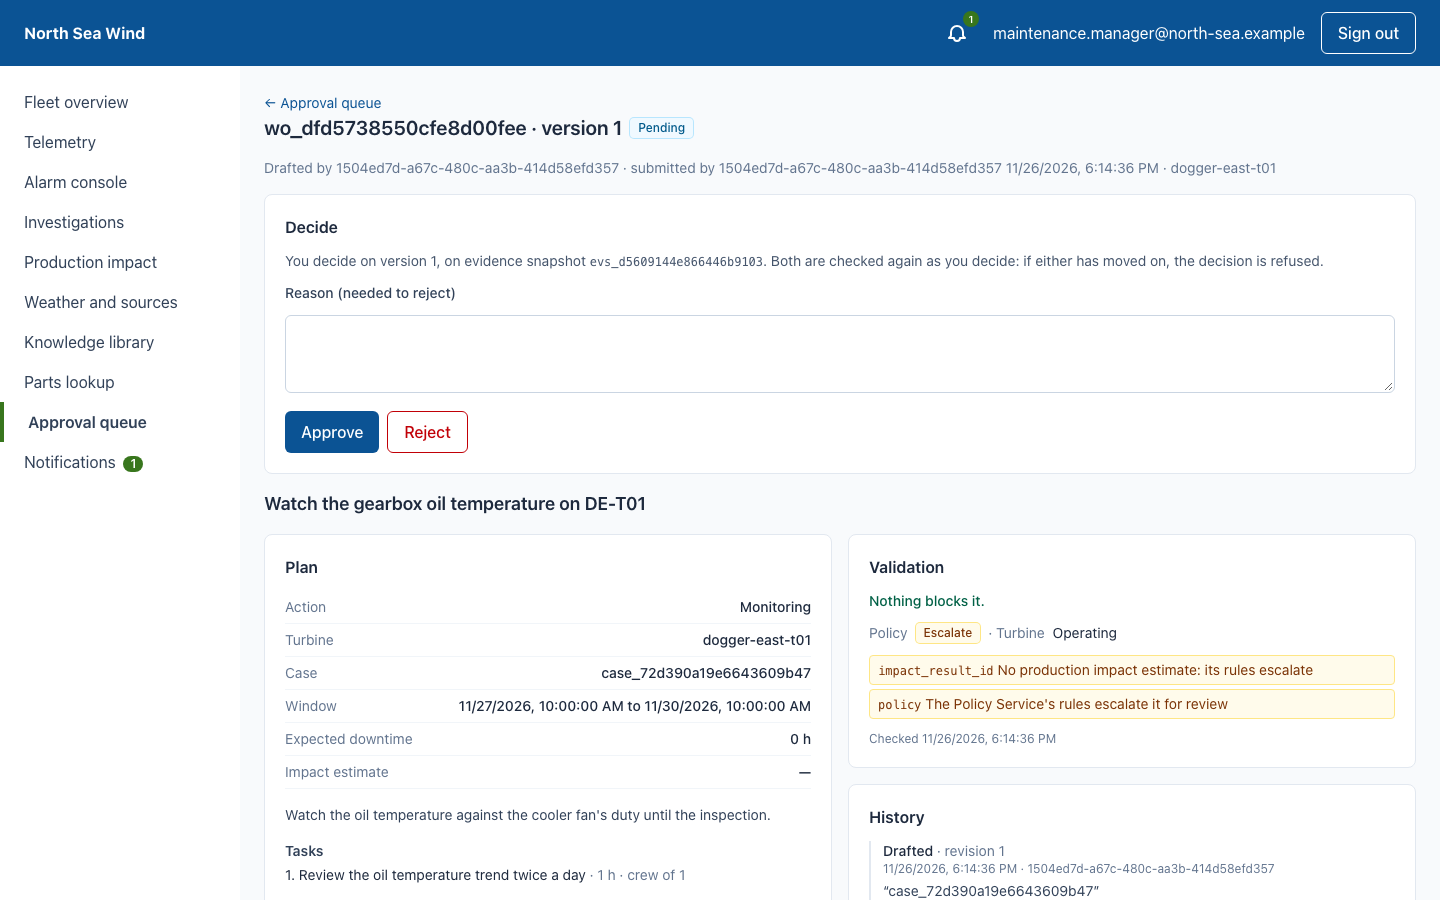 North Sea Wind
1
maintenance.manager@north-sea.example
Sign out
Fleet overview
Telemetry
Alarm console
Investigations
Production impact
Weather and sources
Knowledge library
Parts lookup
Approval queue
Notifications 1
← Approval queue
wo_dfd5738550cfe8d00fee · version 1 Pending
Drafted by 1504ed7d-a67c-480c-aa3b-414d58efd357 · submitted by 1504ed7d-a67c-480c-aa3b-414d58efd357 11/26/2026, 6:14:36 PM · dogger-east-t01
Decide
You decide on version 1, on evidence snapshot evs_d5609144e866446b9103. Both are checked again as you decide: if either has moved on, the decision is refused.
Reason (needed to reject)
Approve Reject
Watch the gearbox oil temperature on DE-T01
Plan
Action Monitoring
Turbine dogger-east-t01
Case case_72d390a19e6643609b47
Window 11/27/2026, 10:00:00 AM to 11/30/2026, 10:00:00 AM
Expected downtime 0 h
Impact estimate —
Watch the oil temperature against the cooler fan's duty until the inspection.
Tasks
1. Review the oil temperature trend twice a day · 1 h · crew of 1
Validation
Nothing blocks it.
Policy Escalate · Turbine Operating
impact_result_id No production impact estimate: its rules escalate
policy The Policy Service's rules escalate it for review
Checked 11/26/2026, 6:14:36 PM
History
Drafted · revision 1
11/26/2026, 6:14:36 PM · 1504ed7d-a67c-480c-aa3b-414d58efd357
“case_72d390a19e6643609b47”